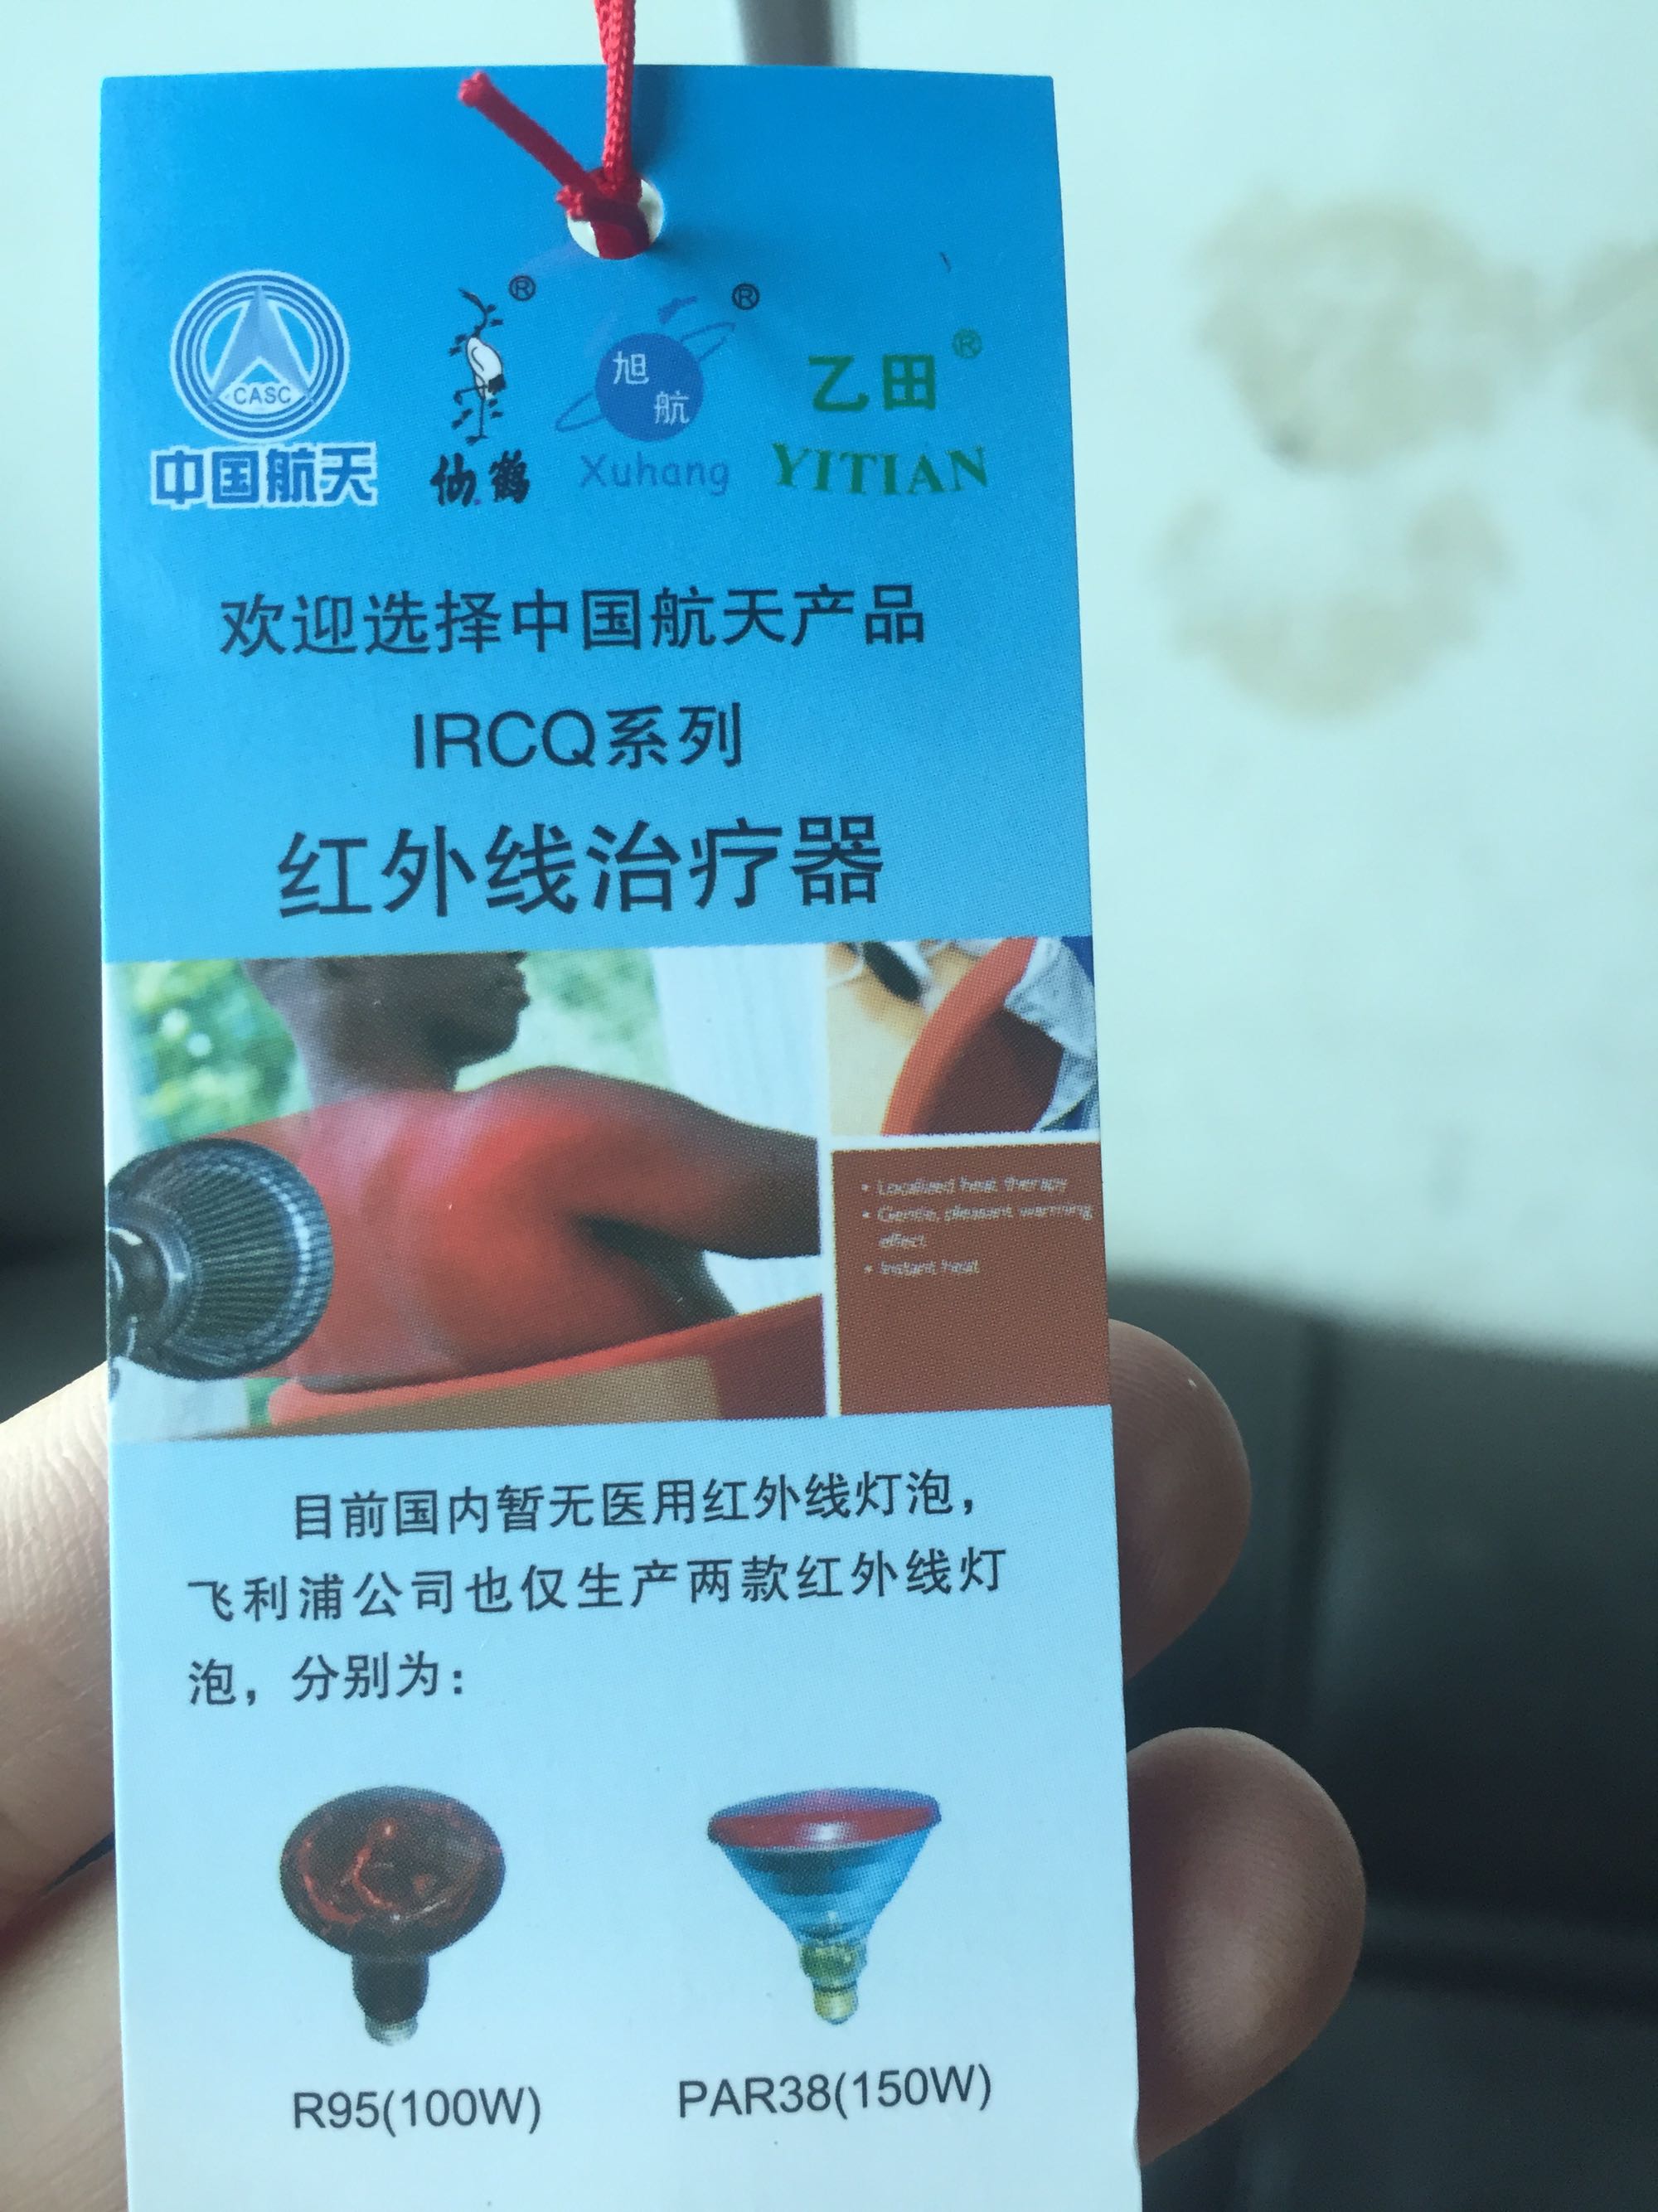 CASC
中国航天
®
仙鹤
®
旭
航
Xuhang
乙田®
YITIAN
欢迎选择中国航天产品
IRCQ系列
红外线治疗器
• Localised heat therapy
• Gentle, pleasant warming
effect
• Instant heat
目前国内暂无医用红外线灯泡，
飞利浦公司也仅生产两款红外线灯
泡，分别为：
R95(100W)
PAR38(150W)